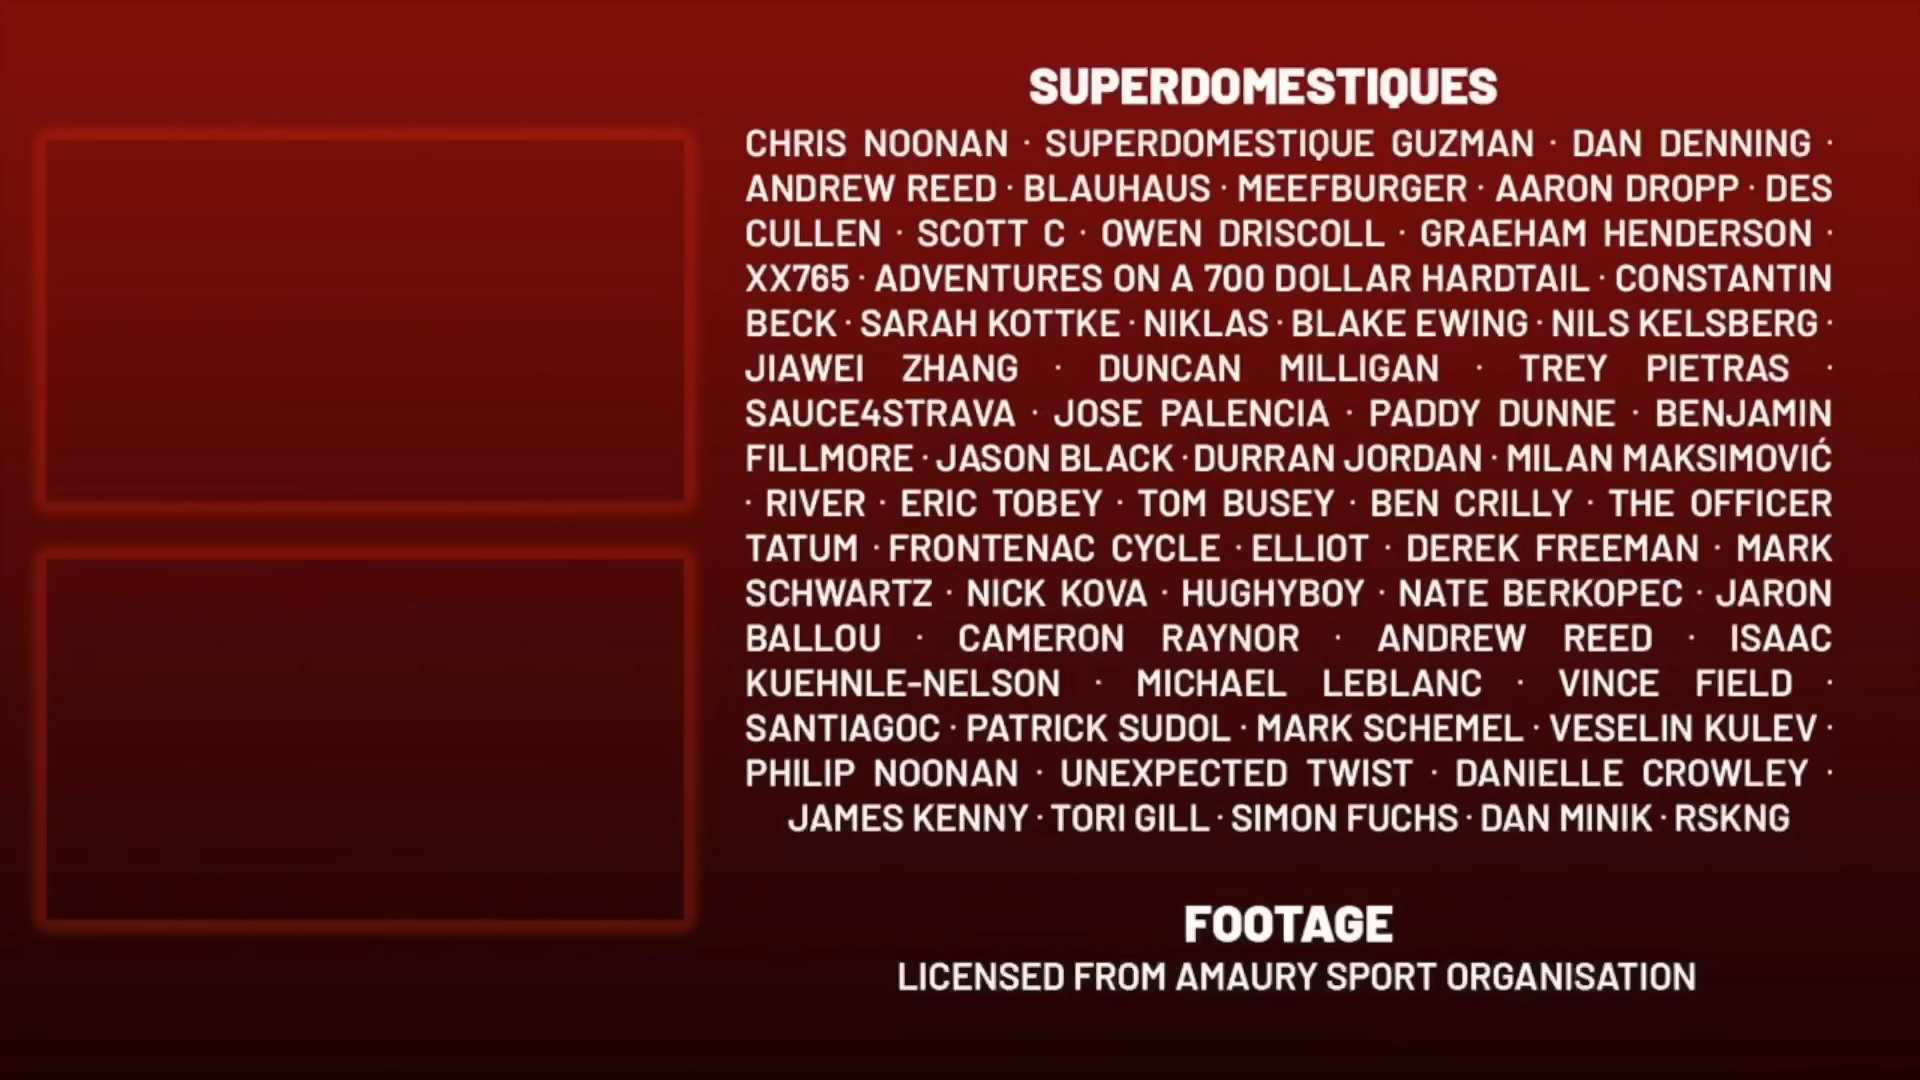 SUPERDOMESTIQUES
CHRIS NOONAN · SUPERDOMESTIQUE GUZMAN · DAN DENNING ·
ANDREW REED · BLAUHAUS · MEEFBURGER · AARON DROPP · DES
CULLEN · SCOTT C · OWEN DRISCOLL · GRAEHAM HENDERSON ·
XX765 · ADVENTURES ON A 700 DOLLAR HARDTAIL · CONSTANTIN
BECK · SARAH KOTTKE · NIKLAS · BLAKE EWING · NILS KELSBERG ·
JIAWEI ZHANG · DUNCAN MILLIGAN · TREY PIETRAS ·
SAUCE4STRAVA · JOSE PALENCIA · PADDY DUNNE · BENJAMIN
FILLMORE · JASON BLACK · DURRAN JORDAN · MILAN MAKSIMOVIĆ
· RIVER · ERIC TOBEY · TOM BUSEY · BEN CRILLY · THE OFFICER
TATUM · FRONTENAC CYCLE · ELLIOT · DEREK FREEMAN · MARK
SCHWARTZ · NICK KOVA · HUGHYBOY · NATE BERKOPEC · JARON
BALLOU · CAMERON RAYNOR · ANDREW REED · ISAAC
KUEHNLE-NELSON · MICHAEL LEBLANC · VINCE FIELD ·
SANTIAGOC · PATRICK SUDOL · MARK SCHEMEL · VESELIN KULEV ·
PHILIP NOONAN · UNEXPECTED TWIST · DANIELLE CROWLEY ·
JAMES KENNY · TORI GILL · SIMON FUCHS · DAN MINIK · RSKNG
FOOTAGE
LICENSED FROM AMAURY SPORT ORGANISATION